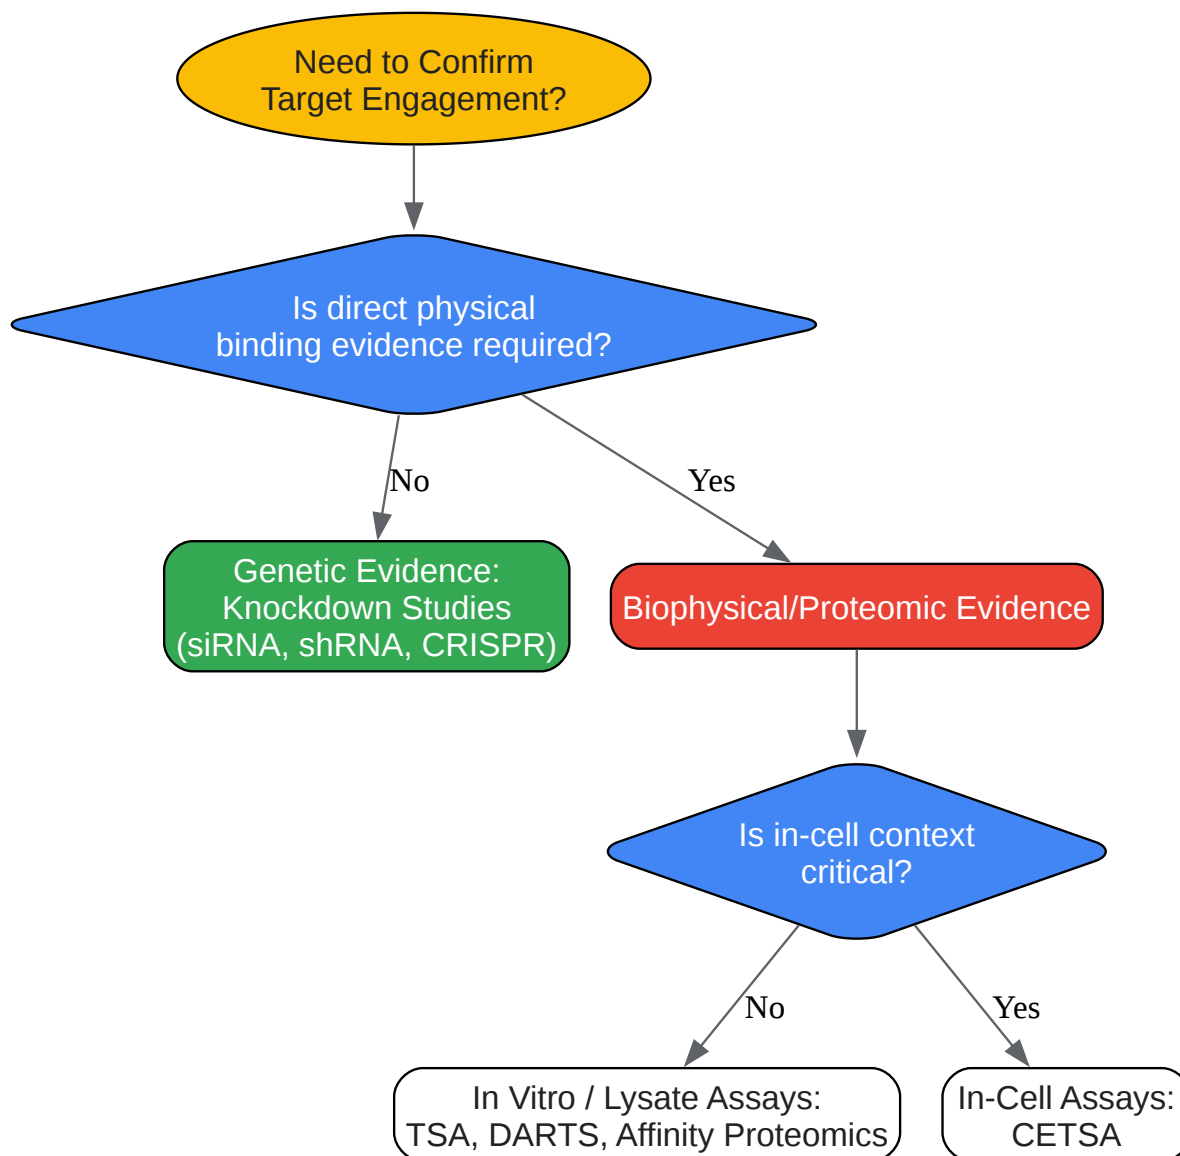 Need to Confirm
Target Engagement?
Is direct physical
binding evidence required?
No
Yes
Genetic Evidence:
Knockdown Studies
(siRNA, shRNA, CRISPR)
Biophysical/Proteomic Evidence
Is in-cell context
critical?
No
Yes
In Vitro / Lysate Assays:
TSA, DARTS, Affinity Proteomics
In-Cell Assays:
CETSA